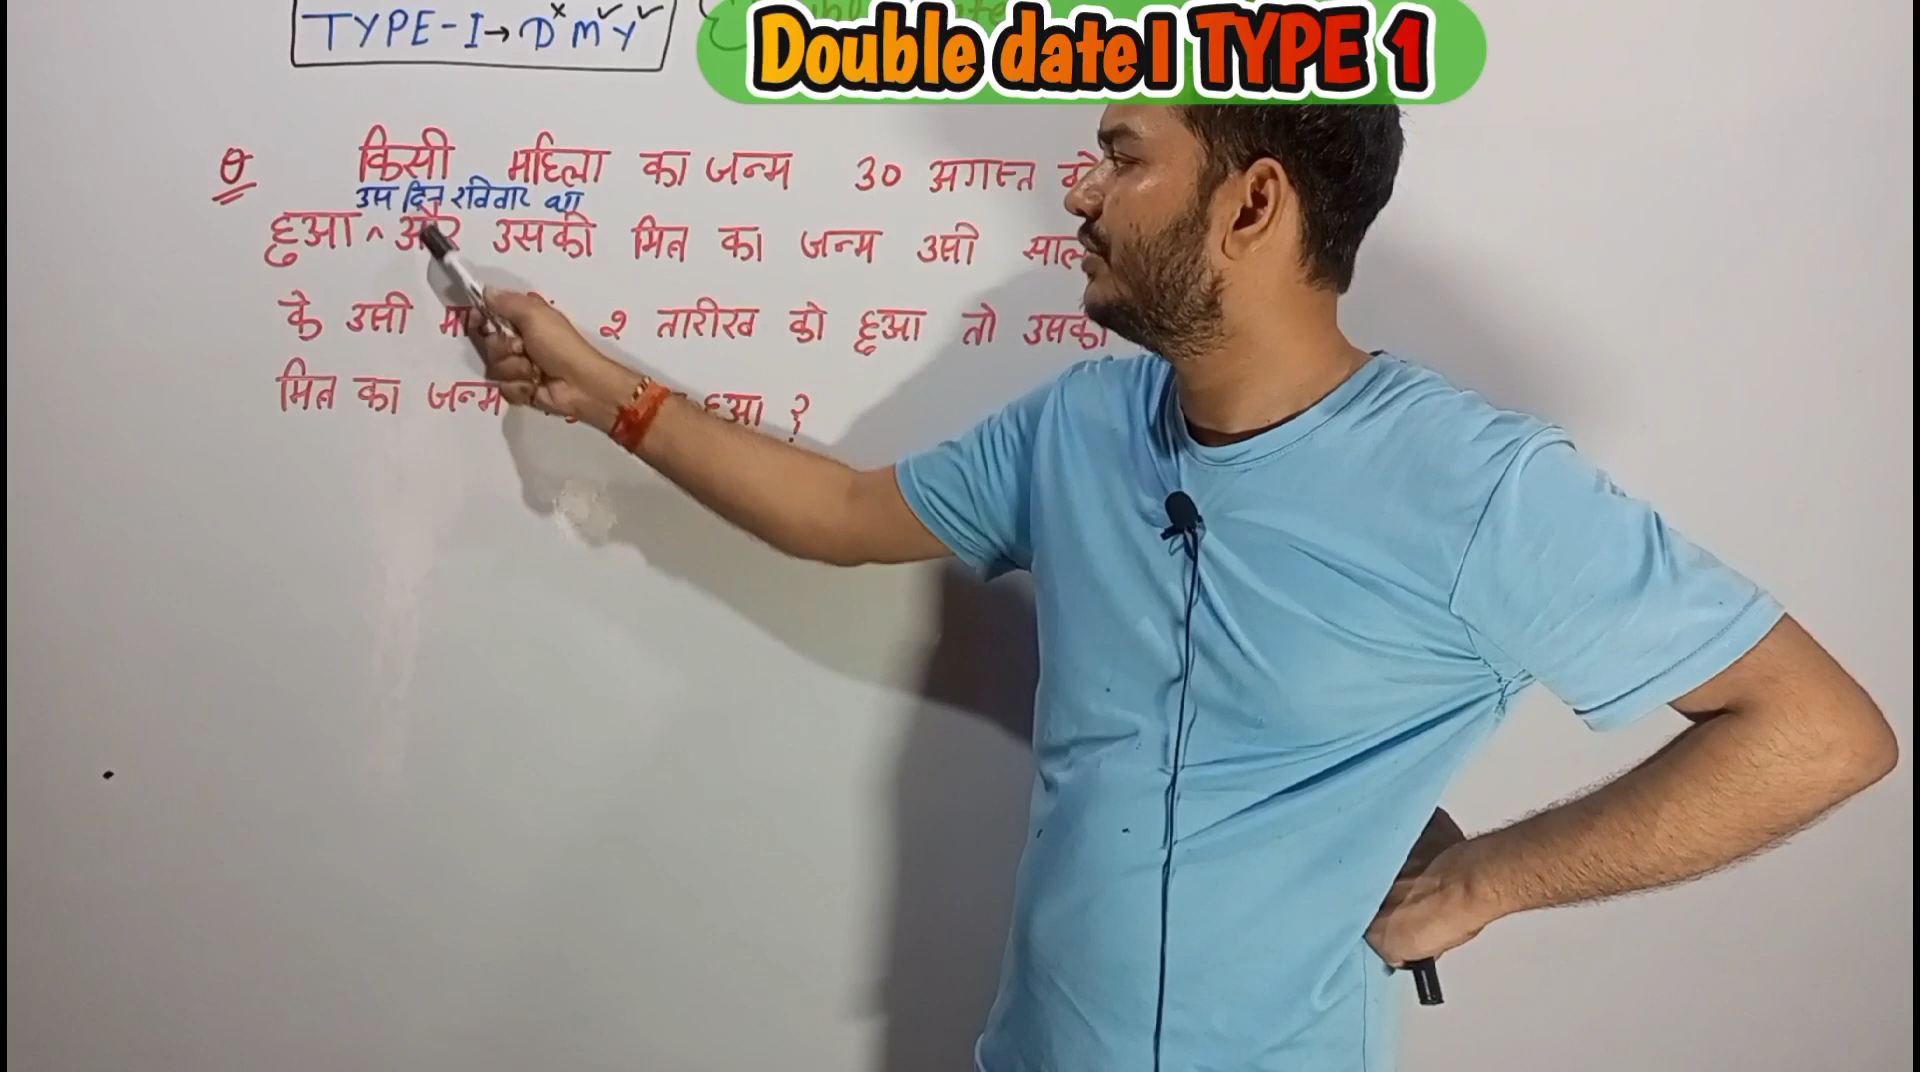 TYPE-I→ D× M✓ Y✓
Double date| TYPE 1
Q किसी महिला का जन्म 30 अगस्त को
उस दिन रविवार था
हुआ ^ और उसकी मित्र का जन्म उसी साल
के उसी 2 तारीख को हुआ तो उसकी
मित्र का जन्म हुआ ?